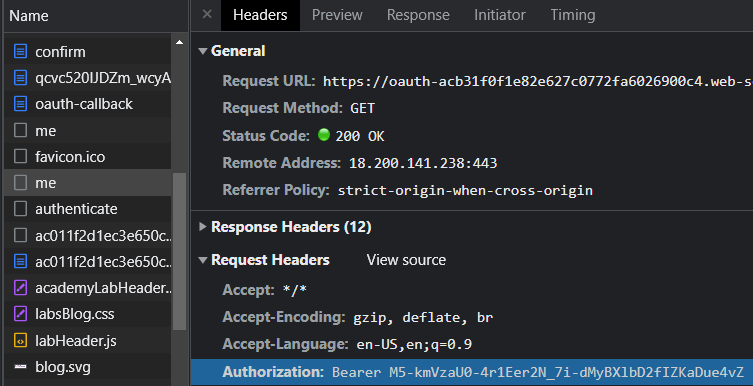 Name
confirm
qcvc520lJDZm_wcyA
oauth-callback
me
favicon.ico
me
authenticate
ac011f2d1ec3e650c...
ac011f2d1ec3e650c...
academyLabHeader...
labsBlog.css
labHeader.js
blog.svg
× Headers Preview Response Initiator Timing
General
Request URL: https://oauth-acb31f0f1e82e627c0772fa6026900c4.web-s
Request Method: GET
Status Code: 200 OK
Remote Address: 18.200.141.238:443
Referrer Policy: strict-origin-when-cross-origin
Response Headers (12)
Request Headers View source
Accept: */*
Accept-Encoding: gzip, deflate, br
Accept-Language: en-US,en;q=0.9
Authorization: Bearer M5-kmVzaU0-4r1Eer2N_7i-dMyBXlbD2fIZKaDue4vZ